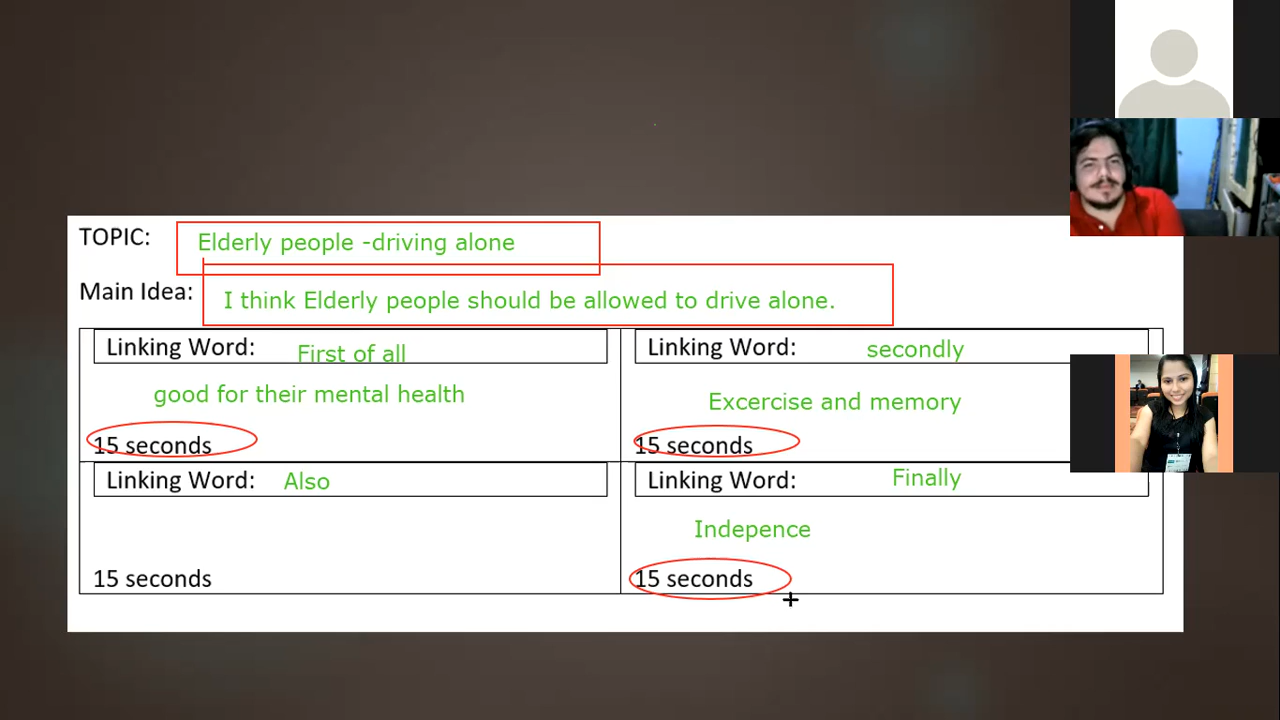 TOPIC: Elderly people -driving alone
Main Idea: I think Elderly people should be allowed to drive alone.
Linking Word: First of all
good for their mental health
15 seconds
Linking Word: secondly
Excercise and memory
15 seconds
Linking Word: Also
15 seconds
Linking Word: Finally
Indepence
15 seconds